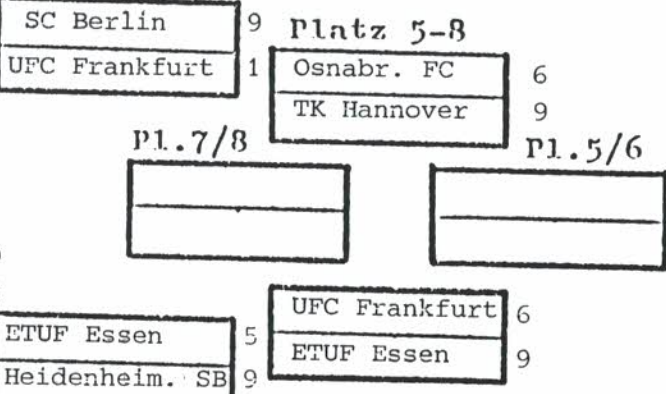 SC Berlin 9
UFC Frankfurt 1
Platz 5-8
Osnabr. FC 6
TK Hannover 9
Pl.7/8
Pl.5/6
UFC Frankfurt 6
ETUF Essen 9
ETUF Essen 5
Heidenheim. SB 9